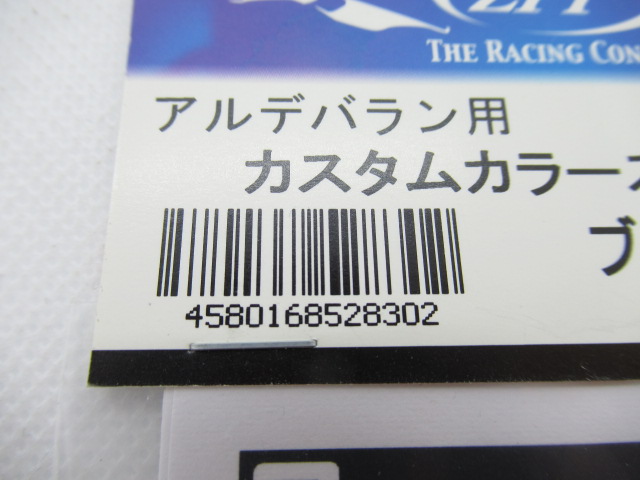 ZPI
THE RACING CON
アルデバラン用
カスタムカラー
ブ
4580168528302